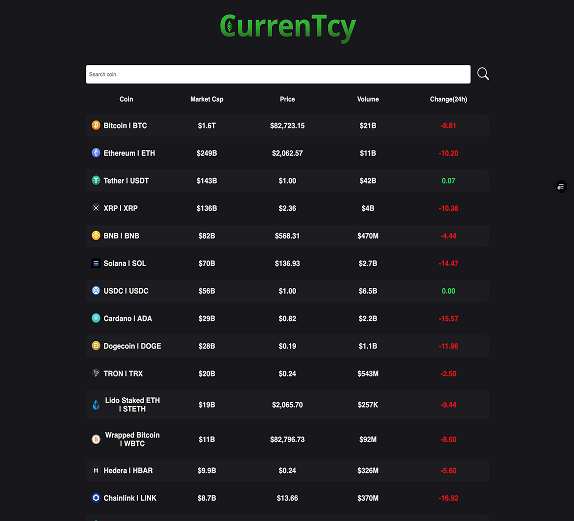 CurrenTcy
Search coin
Coin Market Cap Price Volume Change(24h)
Bitcoin | BTC $1.6T $82,723.15 $21B -8.81
Ethereum | ETH $249B $2,062.57 $11B -10.20
Tether | USDT $143B $1.00 $42B 0.07
XRP | XRP $136B $2.36 $4B -10.38
BNB | BNB $82B $568.31 $470M -4.44
Solana | SOL $70B $136.93 $2.7B -14.47
USDC | USDC $56B $1.00 $6.5B 0.00
Cardano | ADA $29B $0.82 $2.2B -15.57
Dogecoin | DOGE $28B $0.19 $1.1B -11.96
TRON | TRX $20B $0.24 $543M -2.50
Lido Staked ETH
| STETH $19B $2,065.70 $257K -9.44
Wrapped Bitcoin
| WBTC $11B $82,796.73 $92M -8.50
Hedera | HBAR $9.9B $0.24 $326M -5.60
Chainlink | LINK $8.7B $13.66 $370M -16.92